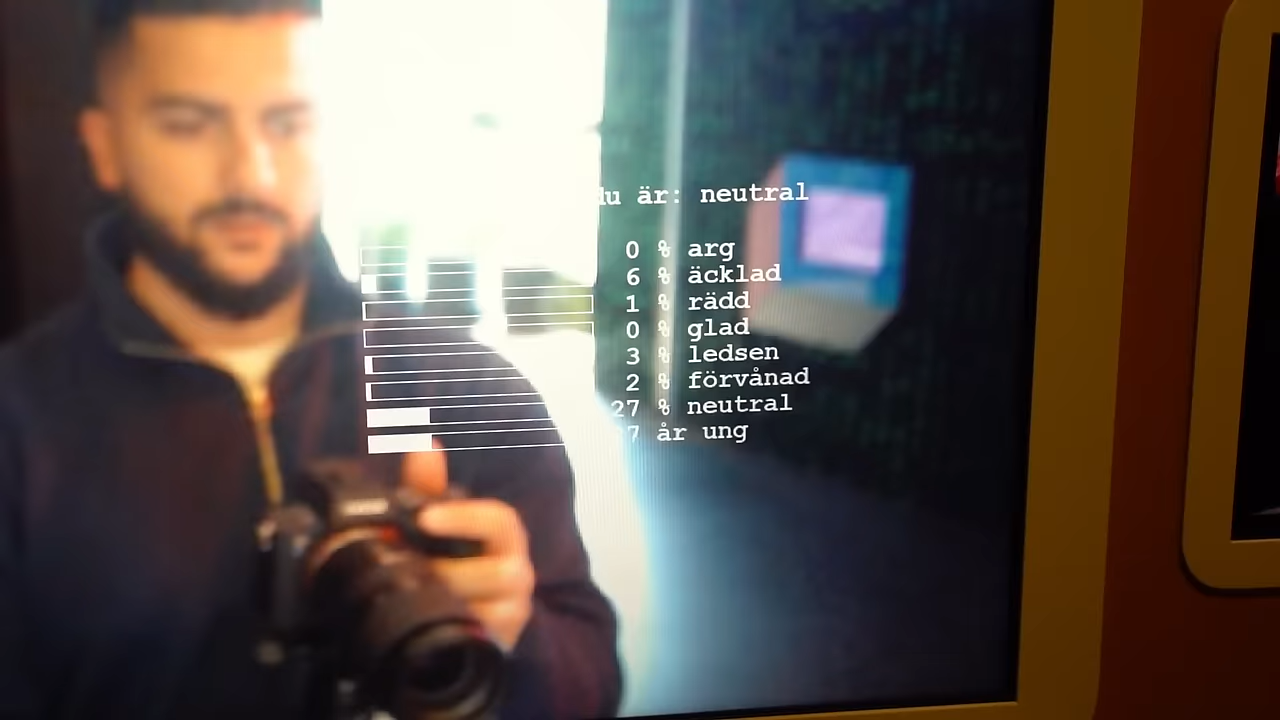 du är: neutral
0 % arg
6 % äcklad
1 % rädd
0 % glad
3 % ledsen
2 % förvånad
27 % neutral
7 år ung